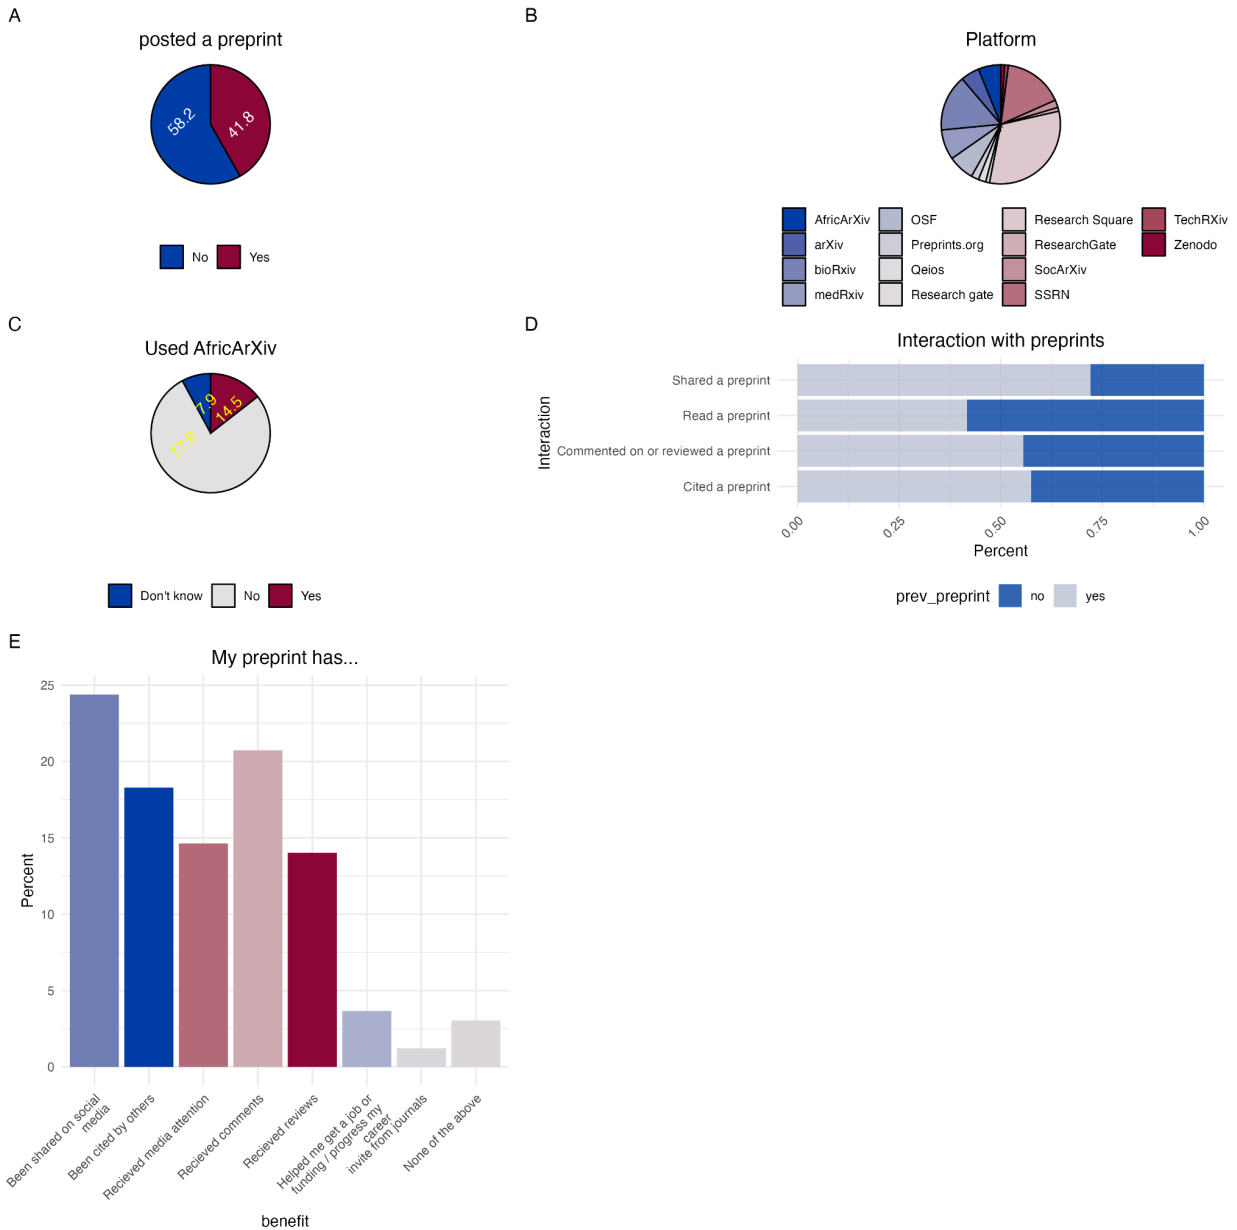 A
posted a preprint
58.2
41.8
No
Yes
B
Platform
AfricArXiv
OSF
Research Square
TechRXiv
arXiv
Preprints.org
ResearchGate
Zenodo
bioRxiv
Qeios
SocArXiv
medRxiv
Research gate
SSRN
C
Used AfricArXiv
7.9
14.5
77.6
Don't know
No
Yes
D
Interaction with preprints
Interaction
Shared a preprint
Read a preprint
Commented on or reviewed a preprint
Cited a preprint
0.00
0.25
0.50
0.75
1.00
Percent
prev_preprint
no
yes
E
My preprint has...
Percent
25
20
15
10
5
0
Been shared on social
media
Been cited by others
Recieved media attention
Recieved comments
Recieved reviews
Helped me get a job or
funding / progress my
career
invite from journals
None of the above
benefit